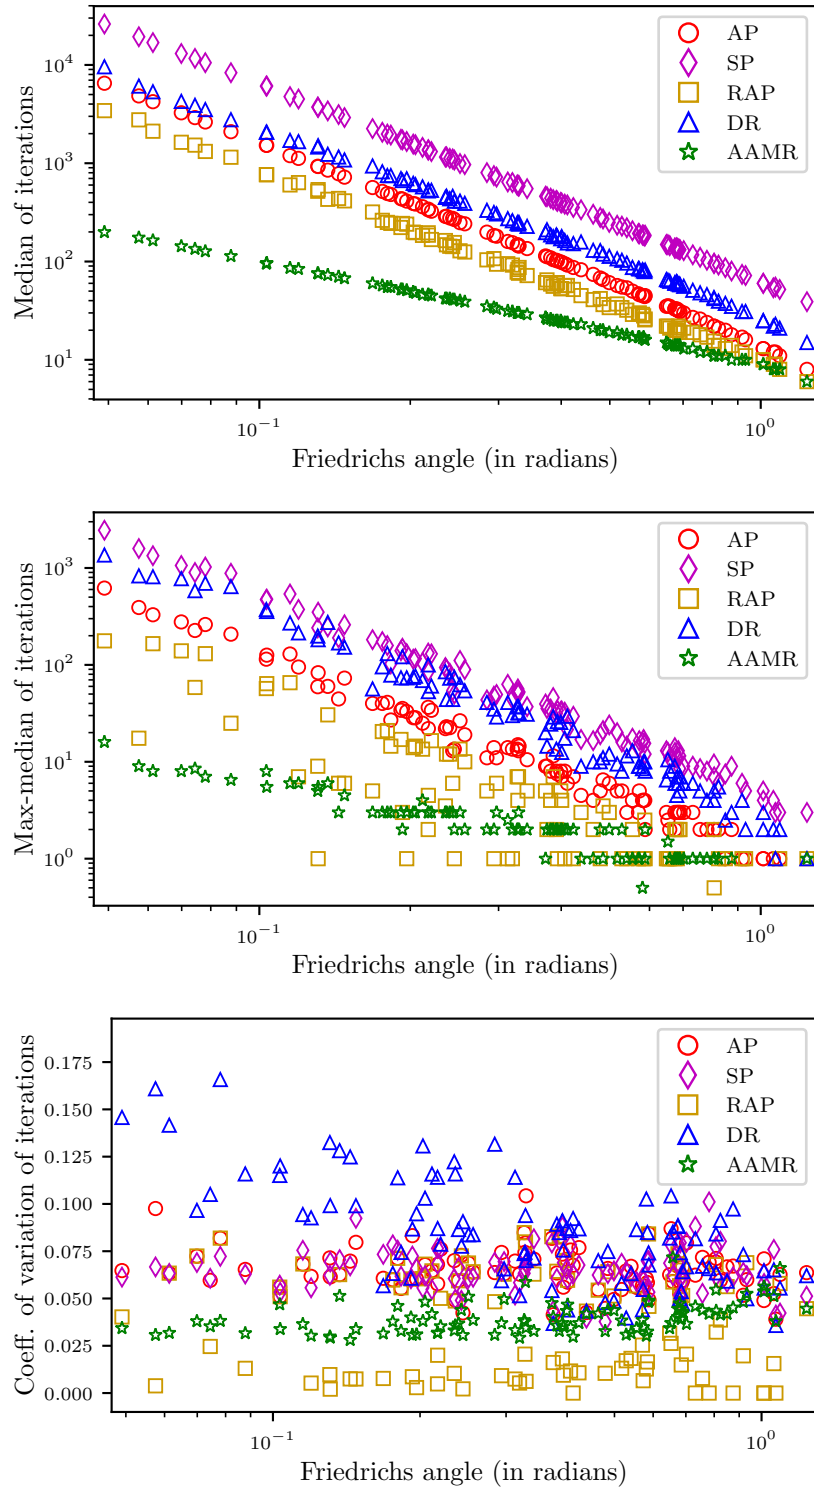 Median of iterations
10^4
10^3
10^2
10^1
AP
SP
RAP
DR
AAMR
10^{-1}
10^0
Friedrichs angle (in radians)
Max-median of iterations
10^3
10^2
10^1
10^0
AP
SP
RAP
DR
AAMR
10^{-1}
10^0
Friedrichs angle (in radians)
Coeff. of variation of iterations
0.175
0.150
0.125
0.100
0.075
0.050
0.025
0.000
AP
SP
RAP
DR
AAMR
10^{-1}
10^0
Friedrichs angle (in radians)